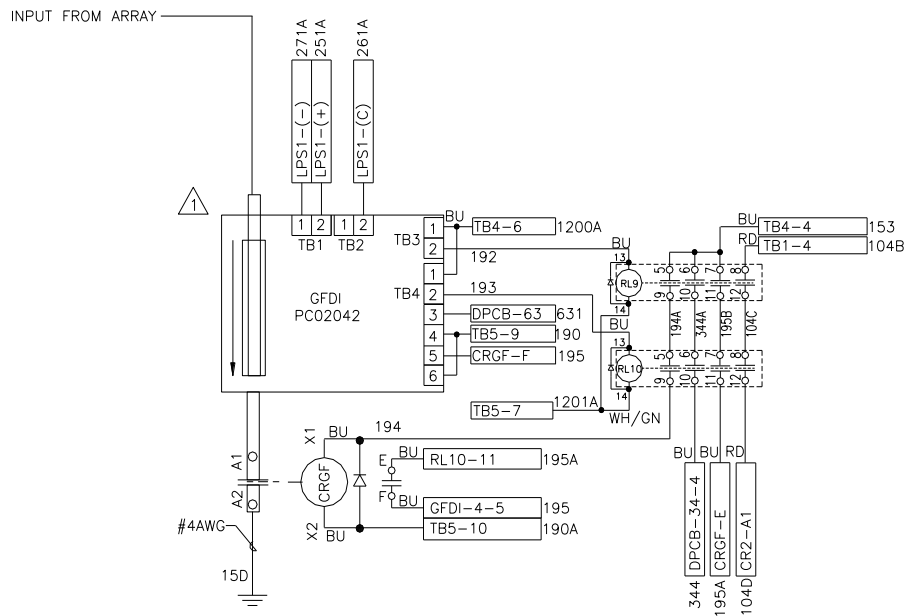 INPUT FROM ARRAY
271A
251A
261A
LPS1-(-)
LPS1-(+)
LPS1-(C)
1
1 2 1 2
TB1 TB2
GFDI
PC02042
TB3
1
2
TB4
1
2
3
4
5
6
BU
TB4-6 1200A
192
193
DPCB-63 631
TB5-9 190
CRGF-F 195
TB5-7 1201A
BU
13
RL9
14
BU
13
RL10
14
WH/GN
BU TB4-4 153
RD TB1-4 104B
5 6 7 8
9 10 11 12
194A
344A
195B
104C
5 6 7 8
9 10 11 12
BU BU RD
DPCB-34-4
CRGF-E
CR2-A1
344
195A
104D
A1
A2
X1 BU 194
CRGF
X2 BU
E
F
BU RL10-11 195A
BU GFDI-4-5 195
TB5-10 190A
#4AWG
15D